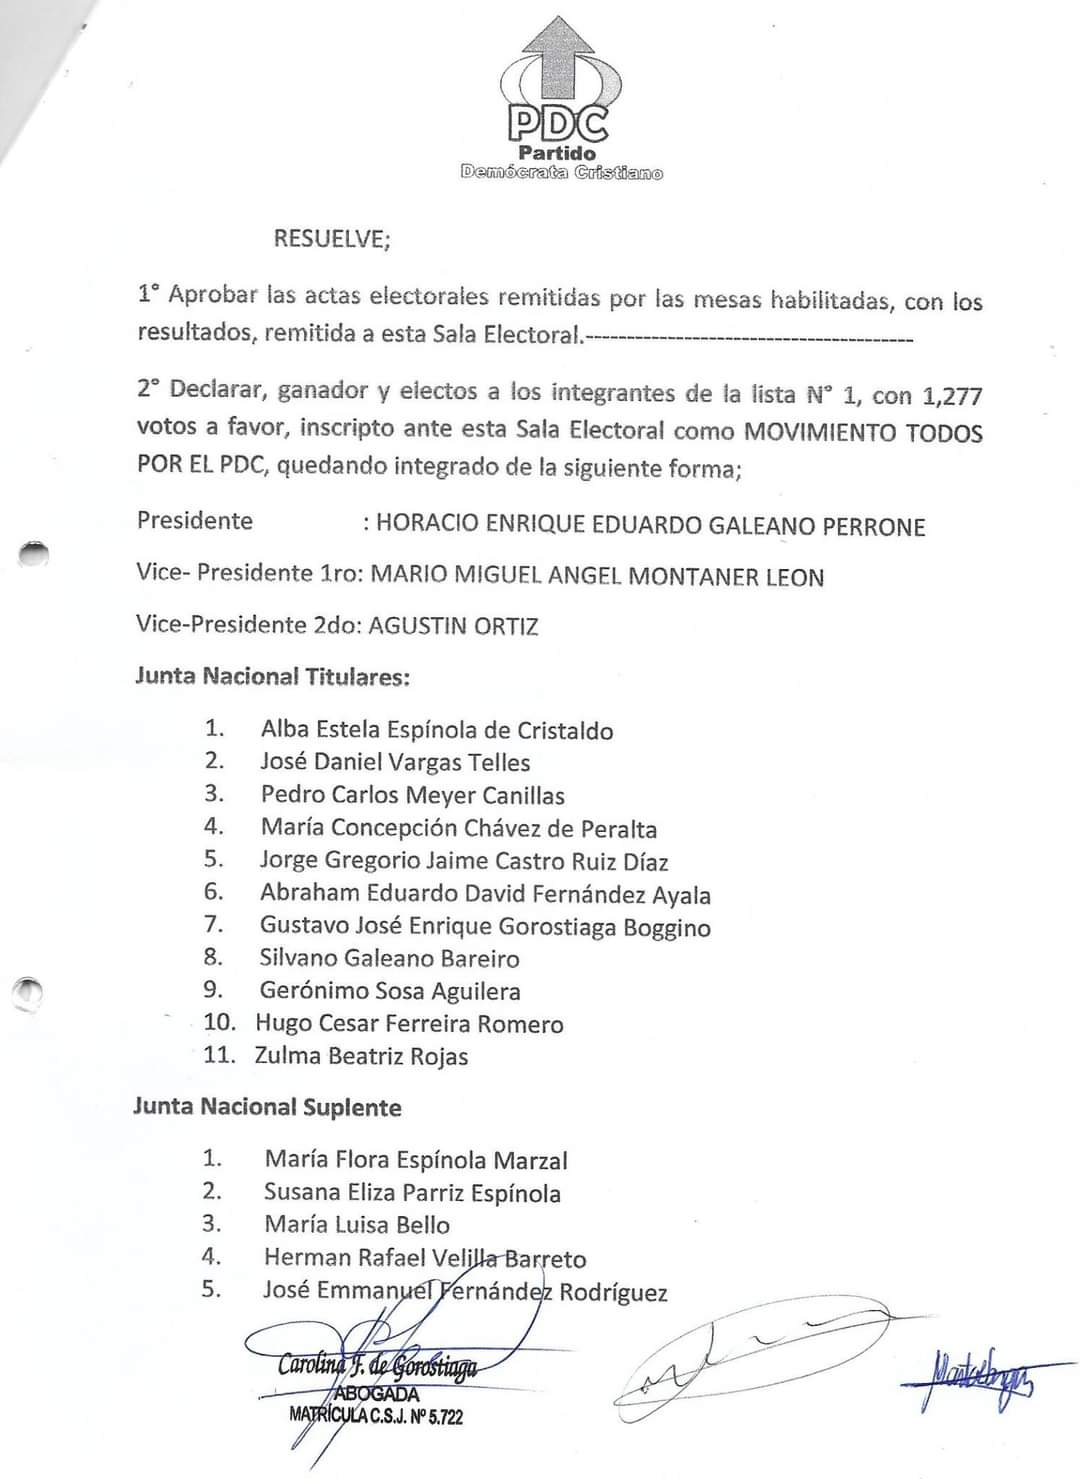 PDC
Partido
Demócrata Cristiano
RESUELVE;
1° Aprobar las actas electorales remitidas por las mesas habilitadas, con los
resultados, remitida a esta Sala Electoral.----------------------------------------
2° Declarar, ganador y electos a los integrantes de la lista N° 1, con 1,277
votos a favor, inscripto ante esta Sala Electoral como MOVIMIENTO TODOS
POR EL PDC, quedando integrado de la siguiente forma;
Presidente : HORACIO ENRIQUE EDUARDO GALEANO PERRONE
Vice- Presidente 1ro: MARIO MIGUEL ANGEL MONTANER LEON
Vice-Presidente 2do: AGUSTIN ORTIZ
Junta Nacional Titulares:
1. Alba Estela Espínola de Cristaldo
2. José Daniel Vargas Telles
3. Pedro Carlos Meyer Canillas
4. María Concepción Chávez de Peralta
5. Jorge Gregorio Jaime Castro Ruiz Díaz
6. Abraham Eduardo David Fernández Ayala
7. Gustavo José Enrique Gorostiaga Boggino
8. Silvano Galeano Bareiro
9. Gerónimo Sosa Aguilera
10. Hugo Cesar Ferreira Romero
11. Zulma Beatriz Rojas
Junta Nacional Suplente
1. María Flora Espínola Marzal
2. Susana Eliza Parriz Espínola
3. María Luisa Bello
4. Herman Rafael Velilla Barreto
5. José Emmanuel Fernández Rodríguez
Carolina F. de Gorostiaga
ABOGADA
MATRÍCULA C.S.J. Nº 5.722